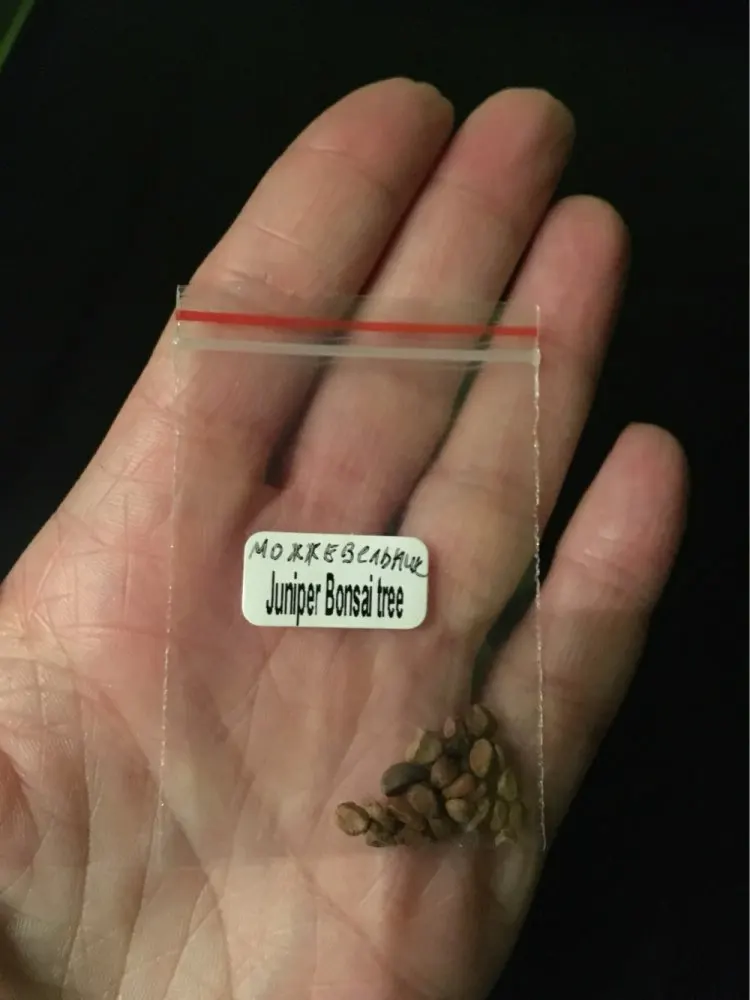 можжевельник
Juniper Bonsai tree